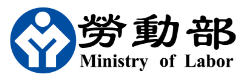 勞動部
Ministry of Labor